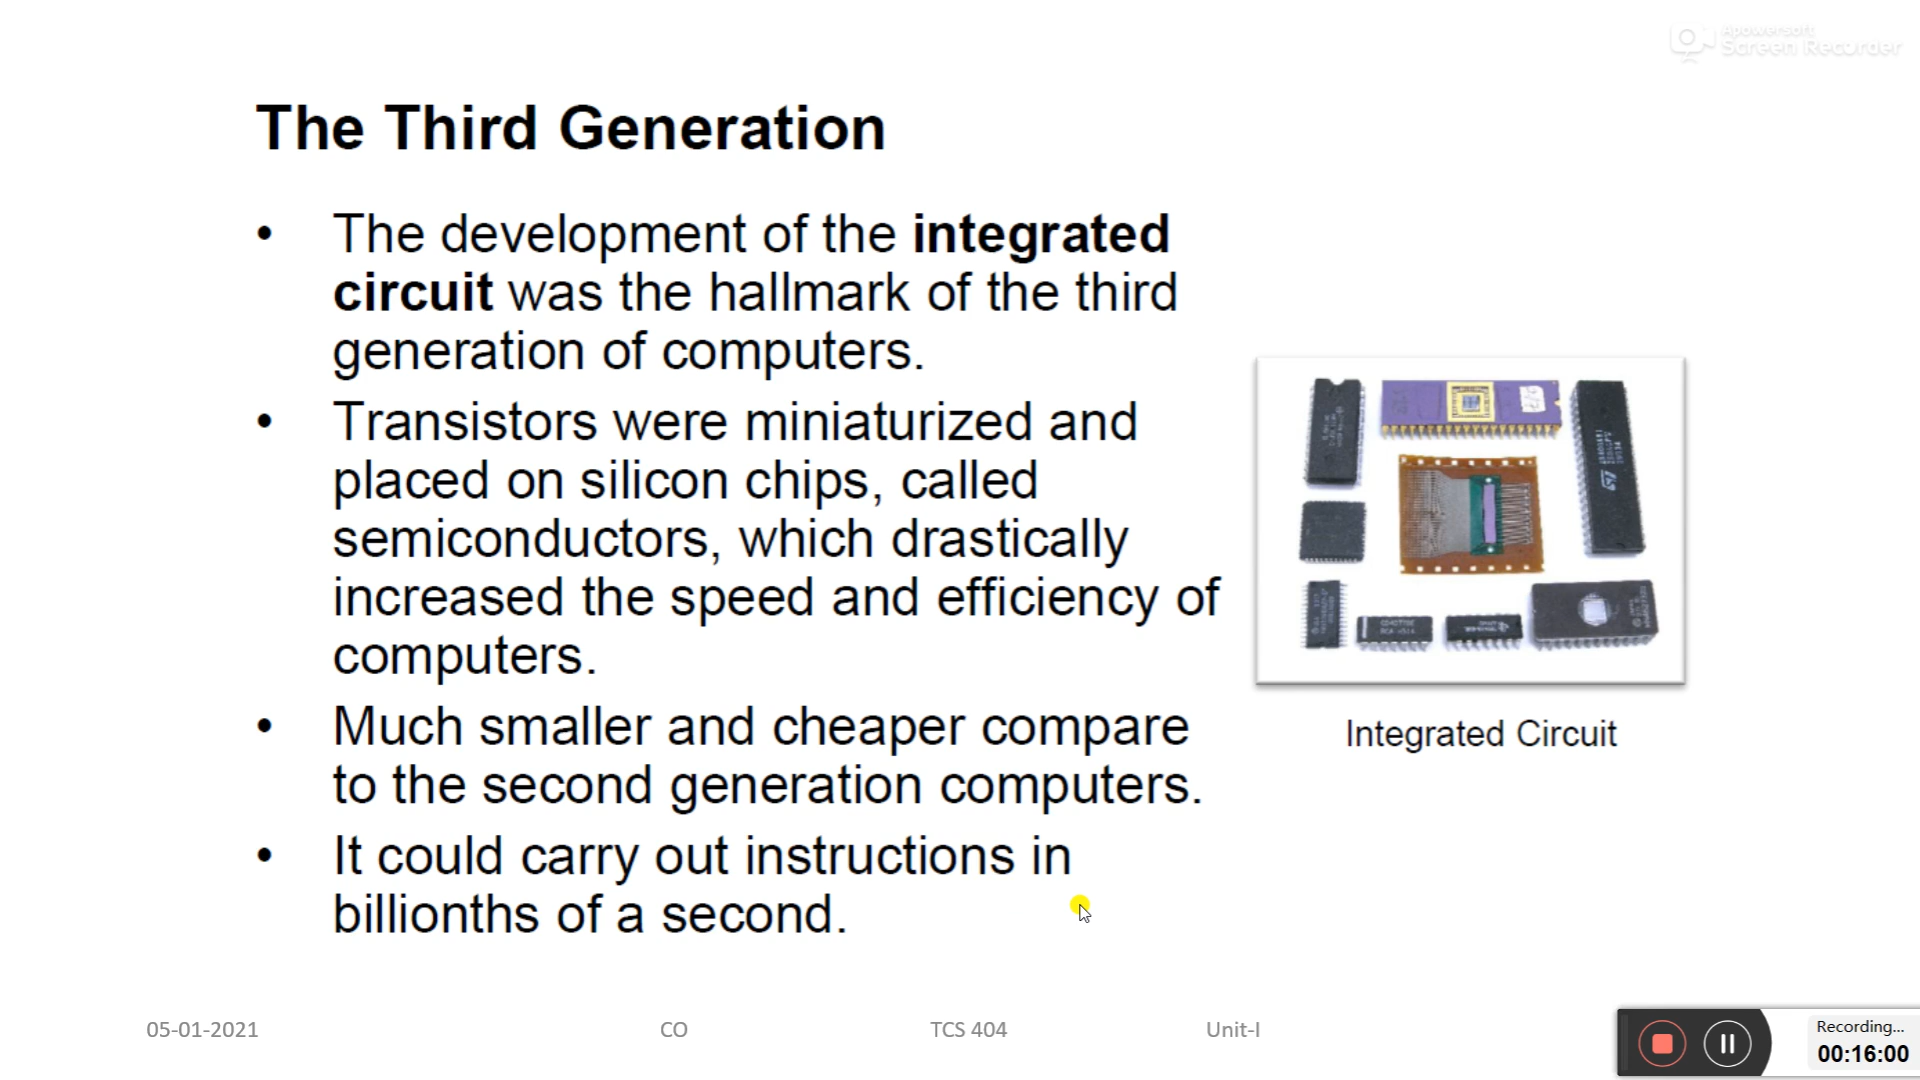 Apowersoft
Screen Recorder
The Third Generation
• The development of the integrated
circuit was the hallmark of the third
generation of computers.
• Transistors were miniaturized and
placed on silicon chips, called
semiconductors, which drastically
increased the speed and efficiency of
computers.
• Much smaller and cheaper compare
to the second generation computers.
• It could carry out instructions in
billionths of a second.
Integrated Circuit
05-01-2021 CO TCS 404 Unit-I
Recording...
00:16:00